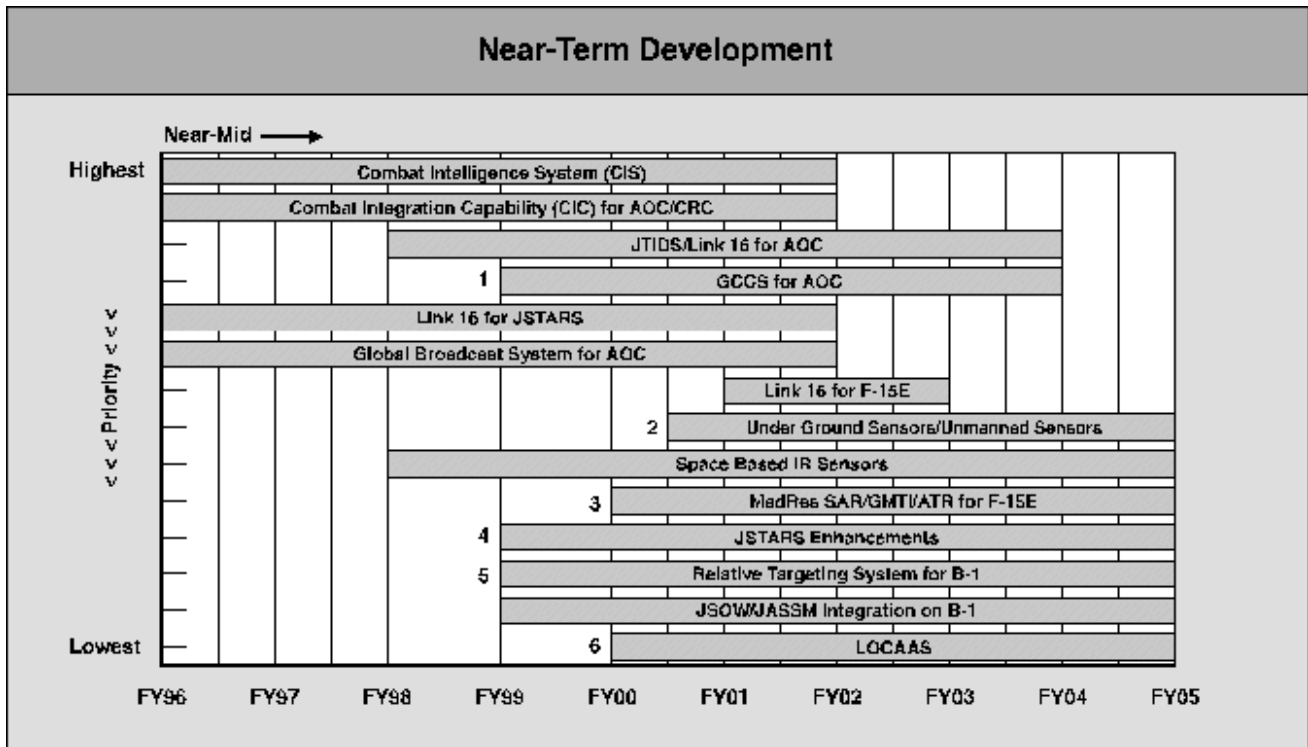 Near-Term Development
Near-Mid
Highest
Combat Intelligence System (CIS)
Combat Integration Capability (CIC) for AOC/CRC
JTIDS/Link 16 for AOC
1
GCCS for AOC
Link 16 for JSTARS
Global Broadcast System for AOC
< < < < Priority < < < <
Link 16 for F-15E
2
Under Ground Sensors/Unmanned Sensors
Space Based IR Sensors
3
MedRes SAR/GMTI/ATR for F-15E
4
JSTARS Enhancements
5
Relative Targeting System for B-1
JSOW/JASSM Integration on B-1
Lowest
6
LOCAAS
FY96 FY97 FY98 FY99 FY00 FY01 FY02 FY03 FY04 FY05